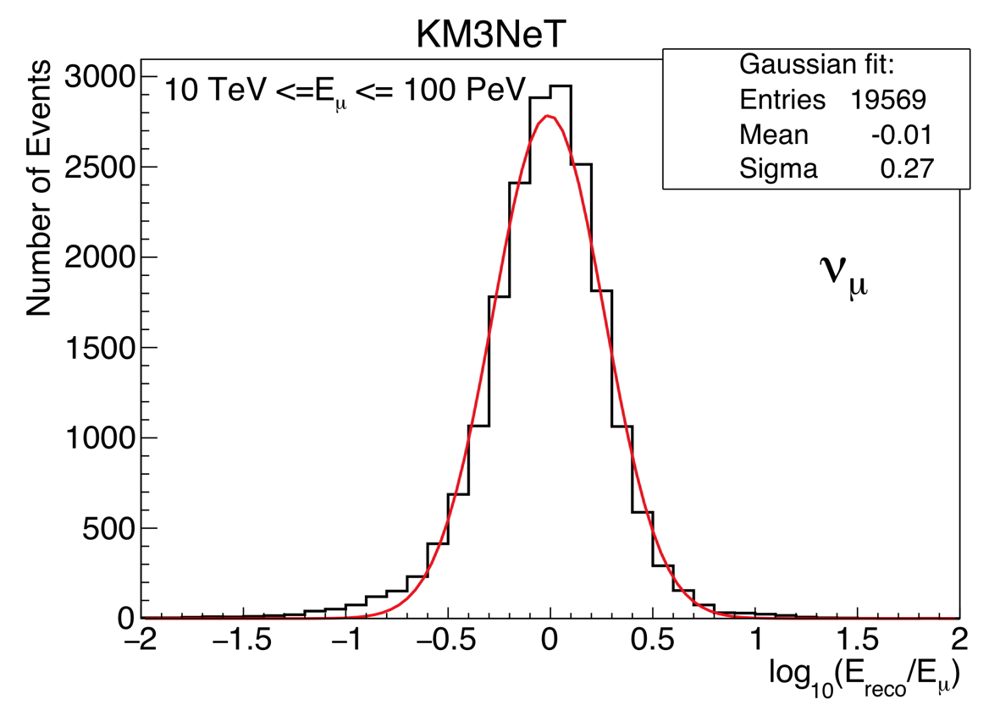 KM3NeT
10 TeV <=Eμ <= 100 PeV
Gaussian fit:
Entries 19569
Mean -0.01
Sigma 0.27
νμ
Number of Events
3000
2500
2000
1500
1000
500
0
−2 −1.5 −1 −0.5 0 0.5 1 1.5 2
log10(Ereco/Eμ)